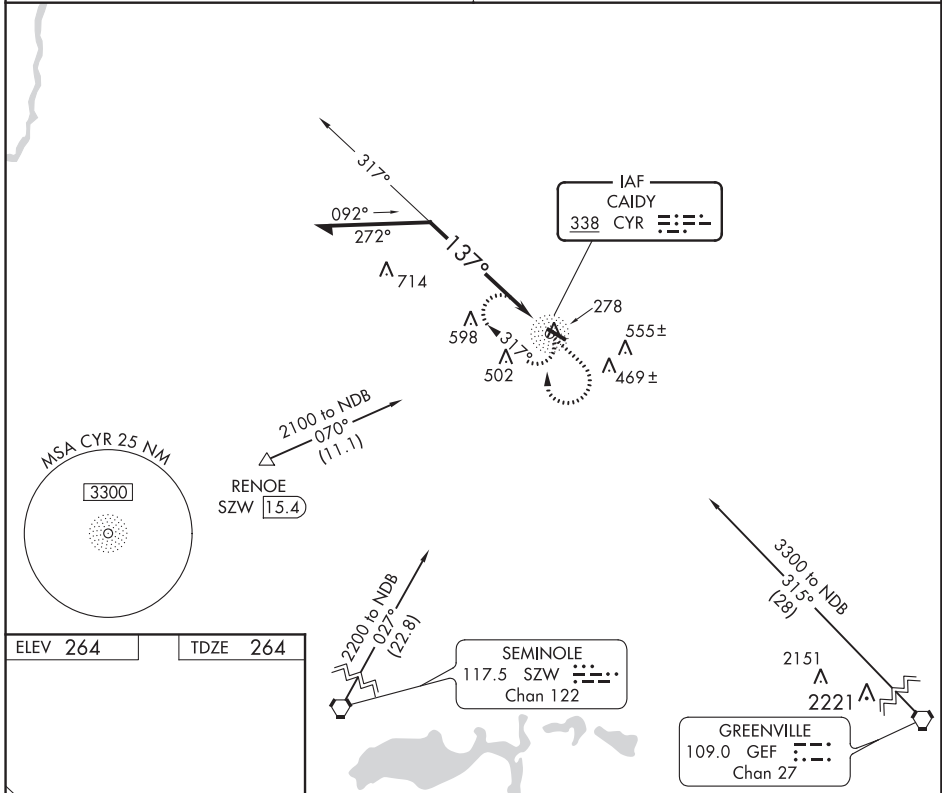 317°
IAF
CAIDY
338 CYR
092°
272°
137°
714
278
598
317°
555±
502
469 ±
2100 to NDB
070°
(11.1)
MSA CYR 25 NM
3300
RENOE
SZW 15.4
3300 to NDB
315°
(28)
2200 to NDB
027°
(22.8)
ELEV 264
TDZE 264
SEMINOLE
117.5 SZW
Chan 122
2151
2221
GREENVILLE
109.0 GEF
Chan 27